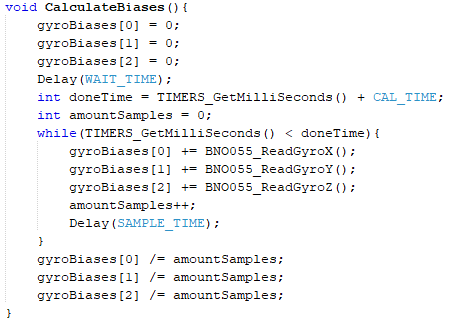 void CalculateBiases(){
    gyroBiases[0] = 0;
    gyroBiases[1] = 0;
    gyroBiases[2] = 0;
    Delay(WAIT_TIME);
    int doneTime = TIMERS_GetMilliSeconds() + CAL_TIME;
    int amountSamples = 0;
    while(TIMERS_GetMilliSeconds() < doneTime){
        gyroBiases[0] += BNO055_ReadGyroX();
        gyroBiases[1] += BNO055_ReadGyroY();
        gyroBiases[2] += BNO055_ReadGyroZ();
        amountSamples++;
        Delay(SAMPLE_TIME);
    }
    gyroBiases[0] /= amountSamples;
    gyroBiases[1] /= amountSamples;
    gyroBiases[2] /= amountSamples;
}